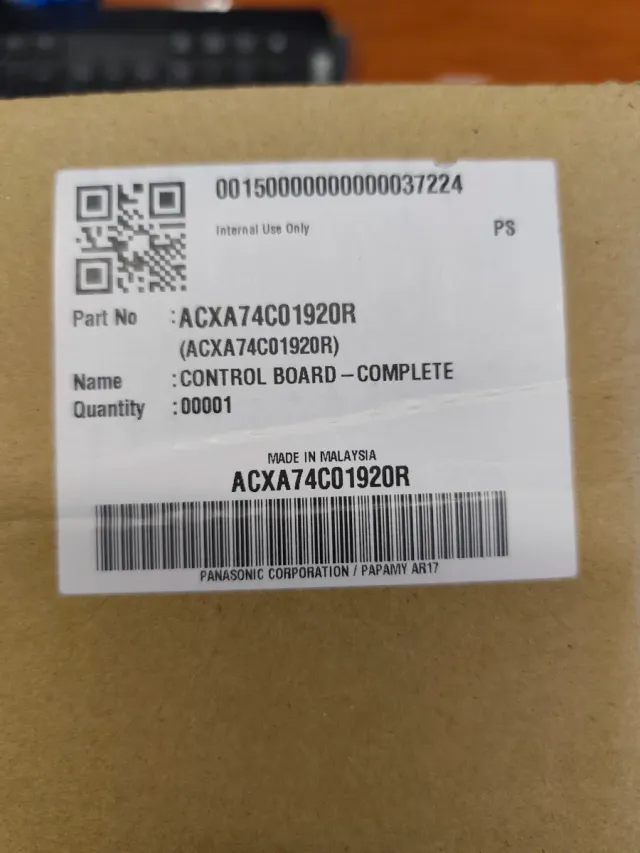 00150000000000037224
Internal Use Only PS
Part No :ACXA74C01920R
(ACXA74C01920R)
Name :CONTROL BOARD-COMPLETE
Quantity :00001
MADE IN MALAYSIA
ACXA74C01920R
PANASONIC CORPORATION / PAPAMY AR17